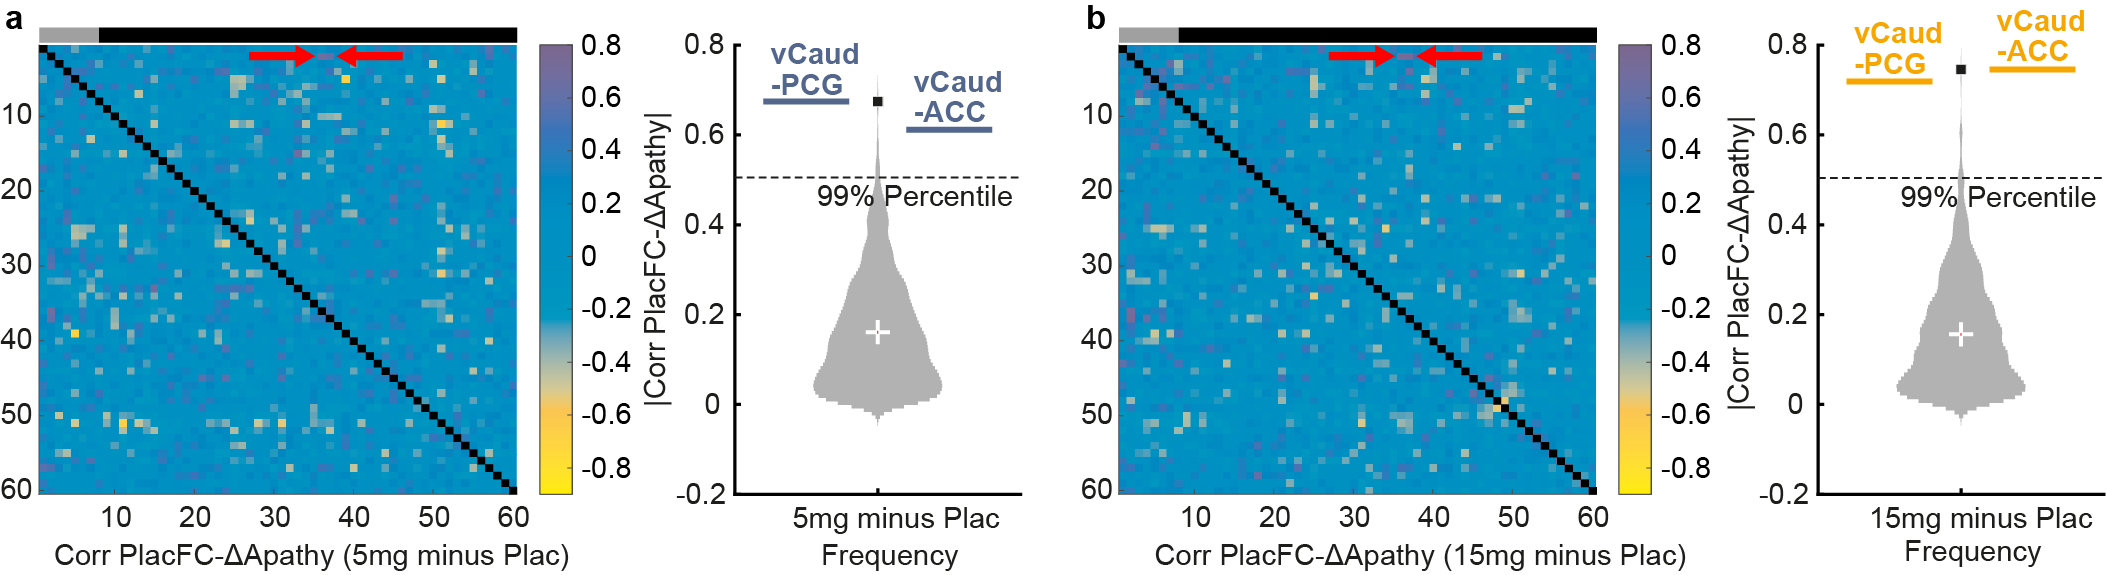 a
10
20
30
40
50
60
10
20
30
40
50
60
Corr PlacFC-ΔApathy (5mg minus Plac)
0.8
0.6
0.4
0.2
0
-0.2
-0.4
-0.6
-0.8
|Corr PlacFC-ΔApathy|
0.8
0.6
0.4
0.2
0
-0.2
vCaud
-PCG
vCaud
-ACC
99% Percentile
5mg minus Plac
Frequency
b
10
20
30
40
50
60
10
20
30
40
50
60
Corr PlacFC-ΔApathy (15mg minus Plac)
0.8
0.6
0.4
0.2
0
-0.2
-0.4
-0.6
-0.8
|Corr PlacFC-ΔApathy|
0.8
0.6
0.4
0.2
0
-0.2
vCaud
-PCG
vCaud
-ACC
99% Percentile
15mg minus Plac
Frequency